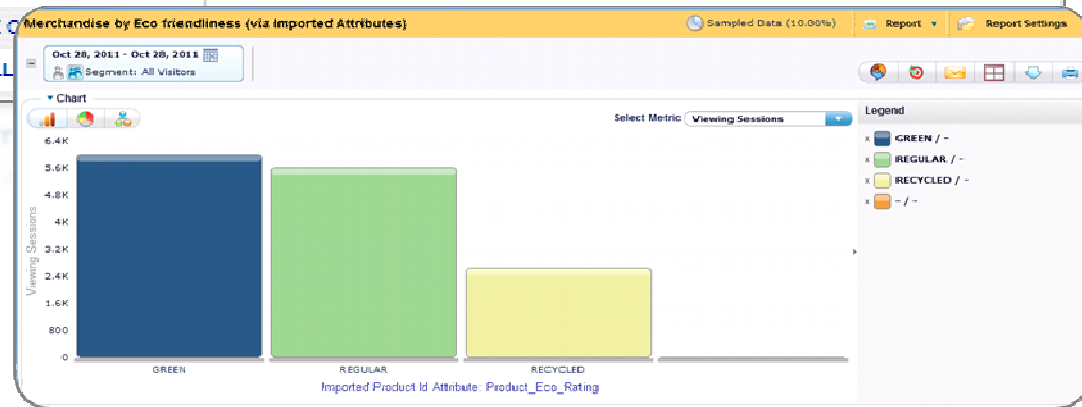 Merchandise by Eco friendliness (via Imported Attributes)
Sampled Data (10.00%)
Report
Report Settings
Oct 28, 2011 - Oct 28, 2011
Segment: All Visitors
Chart
Select Metric
Viewing Sessions
6.4K
5.6K
4.8K
4K
3.2K
2.4K
1.6K
800
0
Viewing Sessions
GREEN
REGULAR
RECYCLED
Imported Product Id Attribute: Product_Eco_Rating
Legend
x GREEN / -
x REGULAR / -
x RECYCLED / -
x - / -